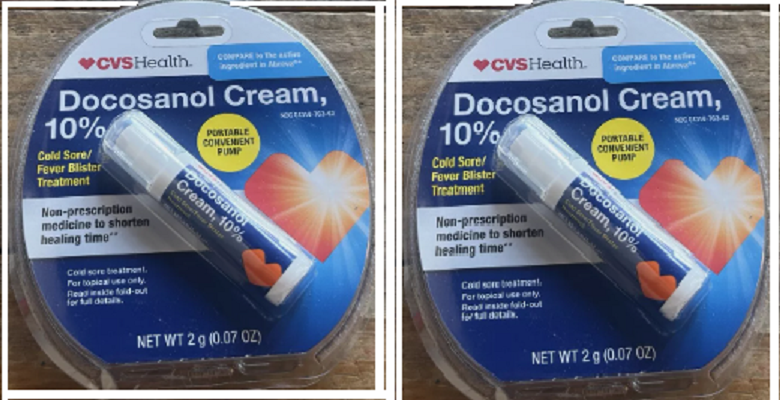 CVSHealth.
COMPARE to the active
ingredient in Abreva®*
Docosanol Cream,
10%
PORTABLE
CONVENIENT
PUMP
Cold Sore/
Fever Blister
Treatment
Docosanol
Cream, 10%
Non-prescription
medicine to shorten
healing time**
Cold sore treatment.
For topical use only.
Read inside fold-out
for full details.
NET WT 2 g (0.07 OZ)
CVSHealth.
COMPARE to the active
ingredient in Abreva®*
Docosanol Cream,
10%
PORTABLE
CONVENIENT
PUMP
Cold Sore/
Fever Blister
Treatment
Docosanol
Cream, 10%
Non-prescription
medicine to shorten
healing time**
Cold sore treatment.
For topical use only.
Read inside fold-out
for full details.
NET WT 2 g (0.07 OZ)